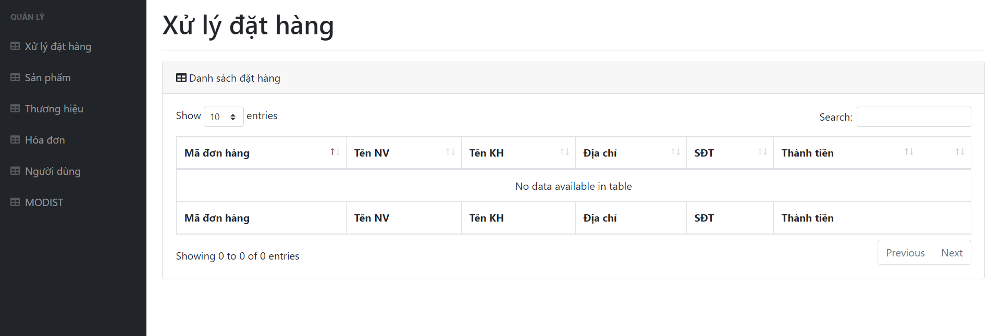 QUẢN LÝ
Xử lý đặt hàng
Sản phẩm
Thương hiệu
Hóa đơn
Người dùng
MODIST
Xử lý đặt hàng
Danh sách đặt hàng
Show 10 entries
Search:
Mã đơn hàng Tên NV Tên KH Địa chỉ SĐT Thành tiền
No data available in table
Mã đơn hàng Tên NV Tên KH Địa chỉ SĐT Thành tiền
Showing 0 to 0 of 0 entries
Previous Next